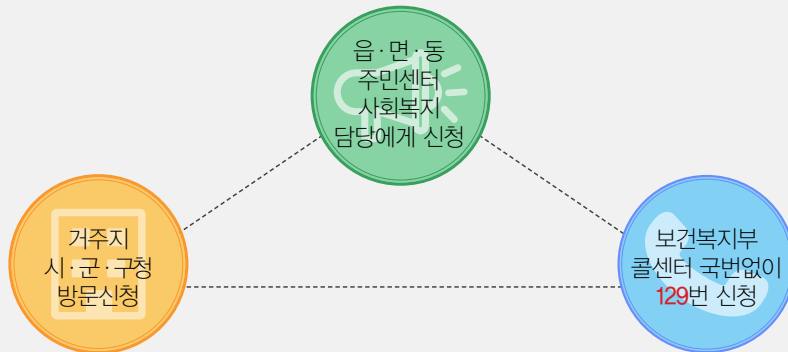 읍·면·동
주민센터
사회복지
담당에게 신청
거주지
시·군·구청
방문신청
보건복지부
콜센터 국번없이
129번 신청